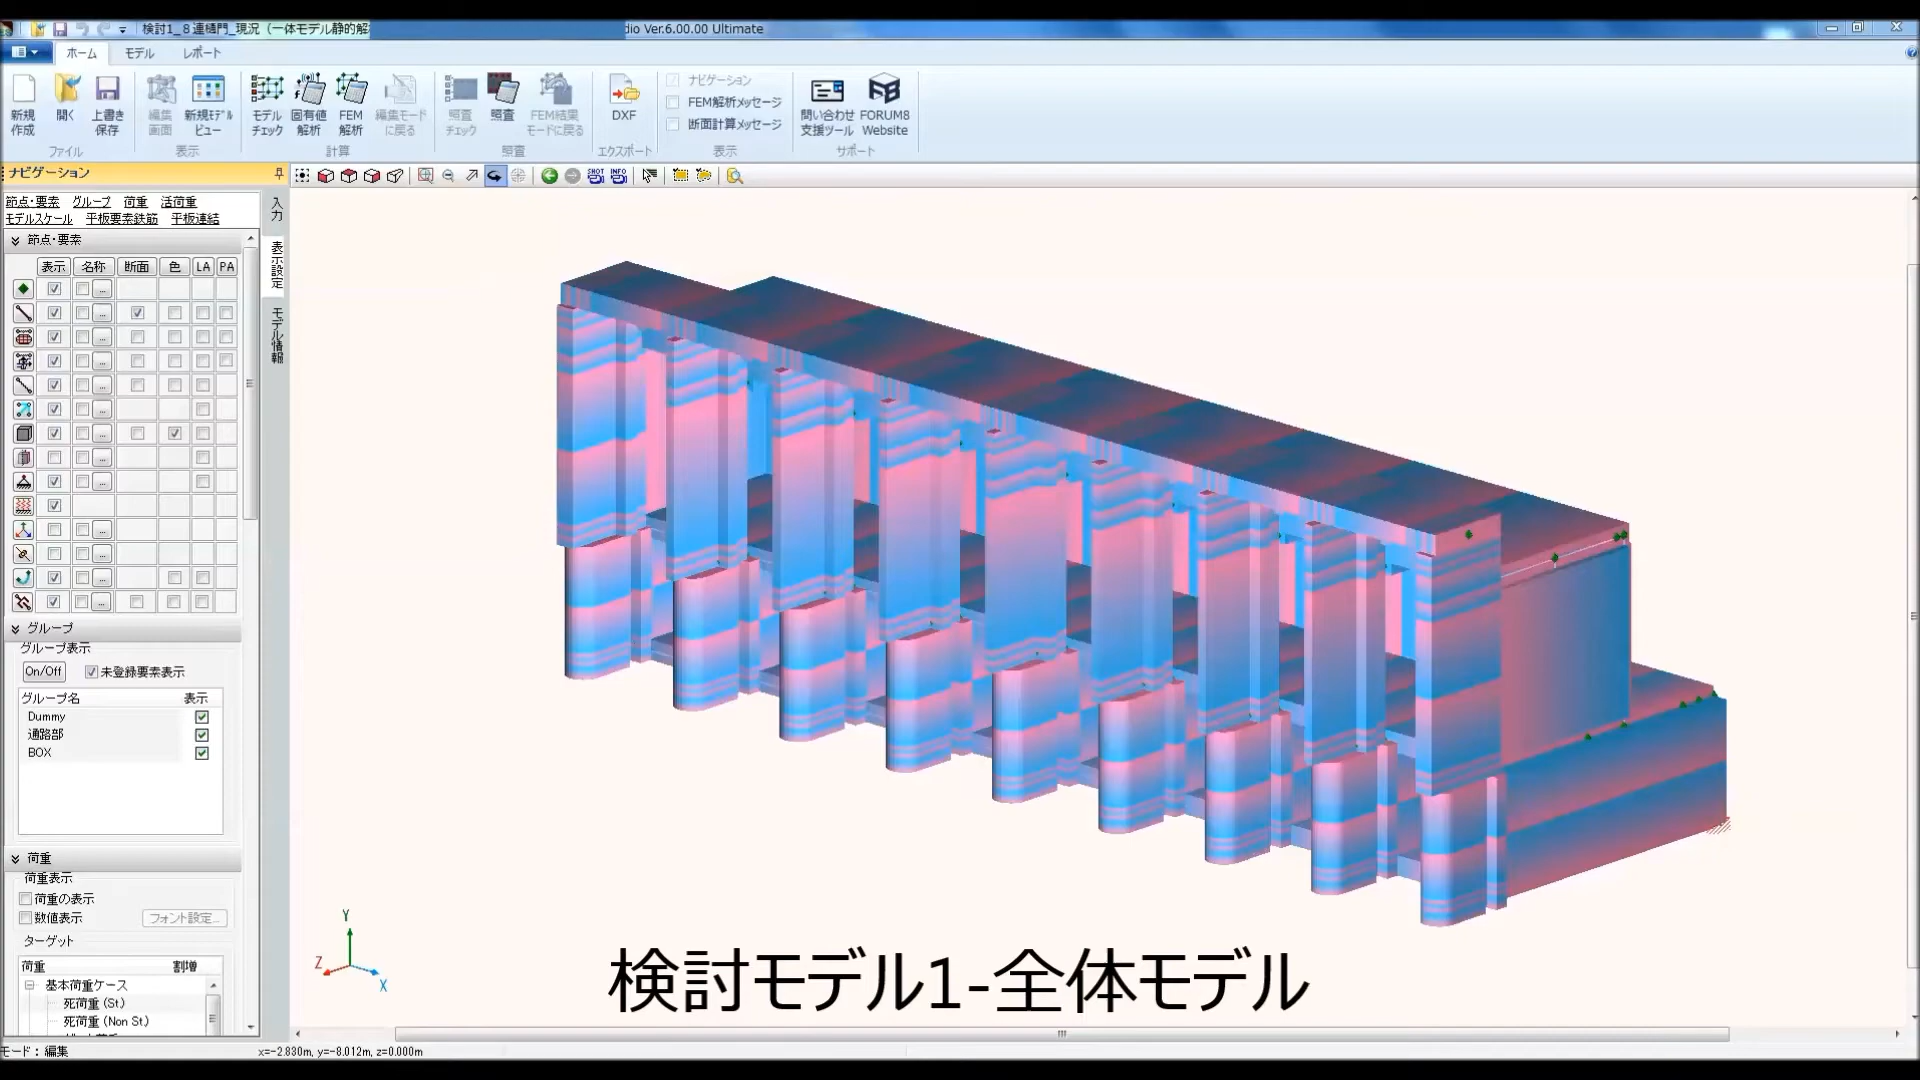 検討1_８連樋門_現況（一体モデル静的解
dio Ver.6.00.00 Ultimate
ホーム モデル レポート
新規作成 開く 上書き保存
編集画面 新規ﾓﾃﾞﾙビュー
モデルチェック 固有値解析 FEM解析 編集モードに戻る
照査チェック 照査 FEM結果モードに戻る
DXF
ナビゲーション
FEM解析メッセージ
断面計算メッセージ
問い合わせ支援ツール FORUM8 Website
ファイル 表示 計算 照査 エクスポート 表示 サポート
ナビゲーション
SHOT INFO
節点・要素 グループ 荷重 活荷重
モデルスケール 平板要素鉄筋 平板連結
入力
表示設定
モデル情報
節点・要素
表示 名称 断面 色 LA PA
グループ
グループ表示
On/Off 未登録要素表示
グループ名 表示
Dummy
通路部
BOX
荷重
荷重表示
荷重の表示
数値表示 フォント設定...
ターゲット
荷重 割増
基本荷重ケース
死荷重 (St.)
死荷重 (Non St.)
Y
Z
X
検討モデル1-全体モデル
モード：編集 x=-2.830m, y=-8.012m, z=0.000m